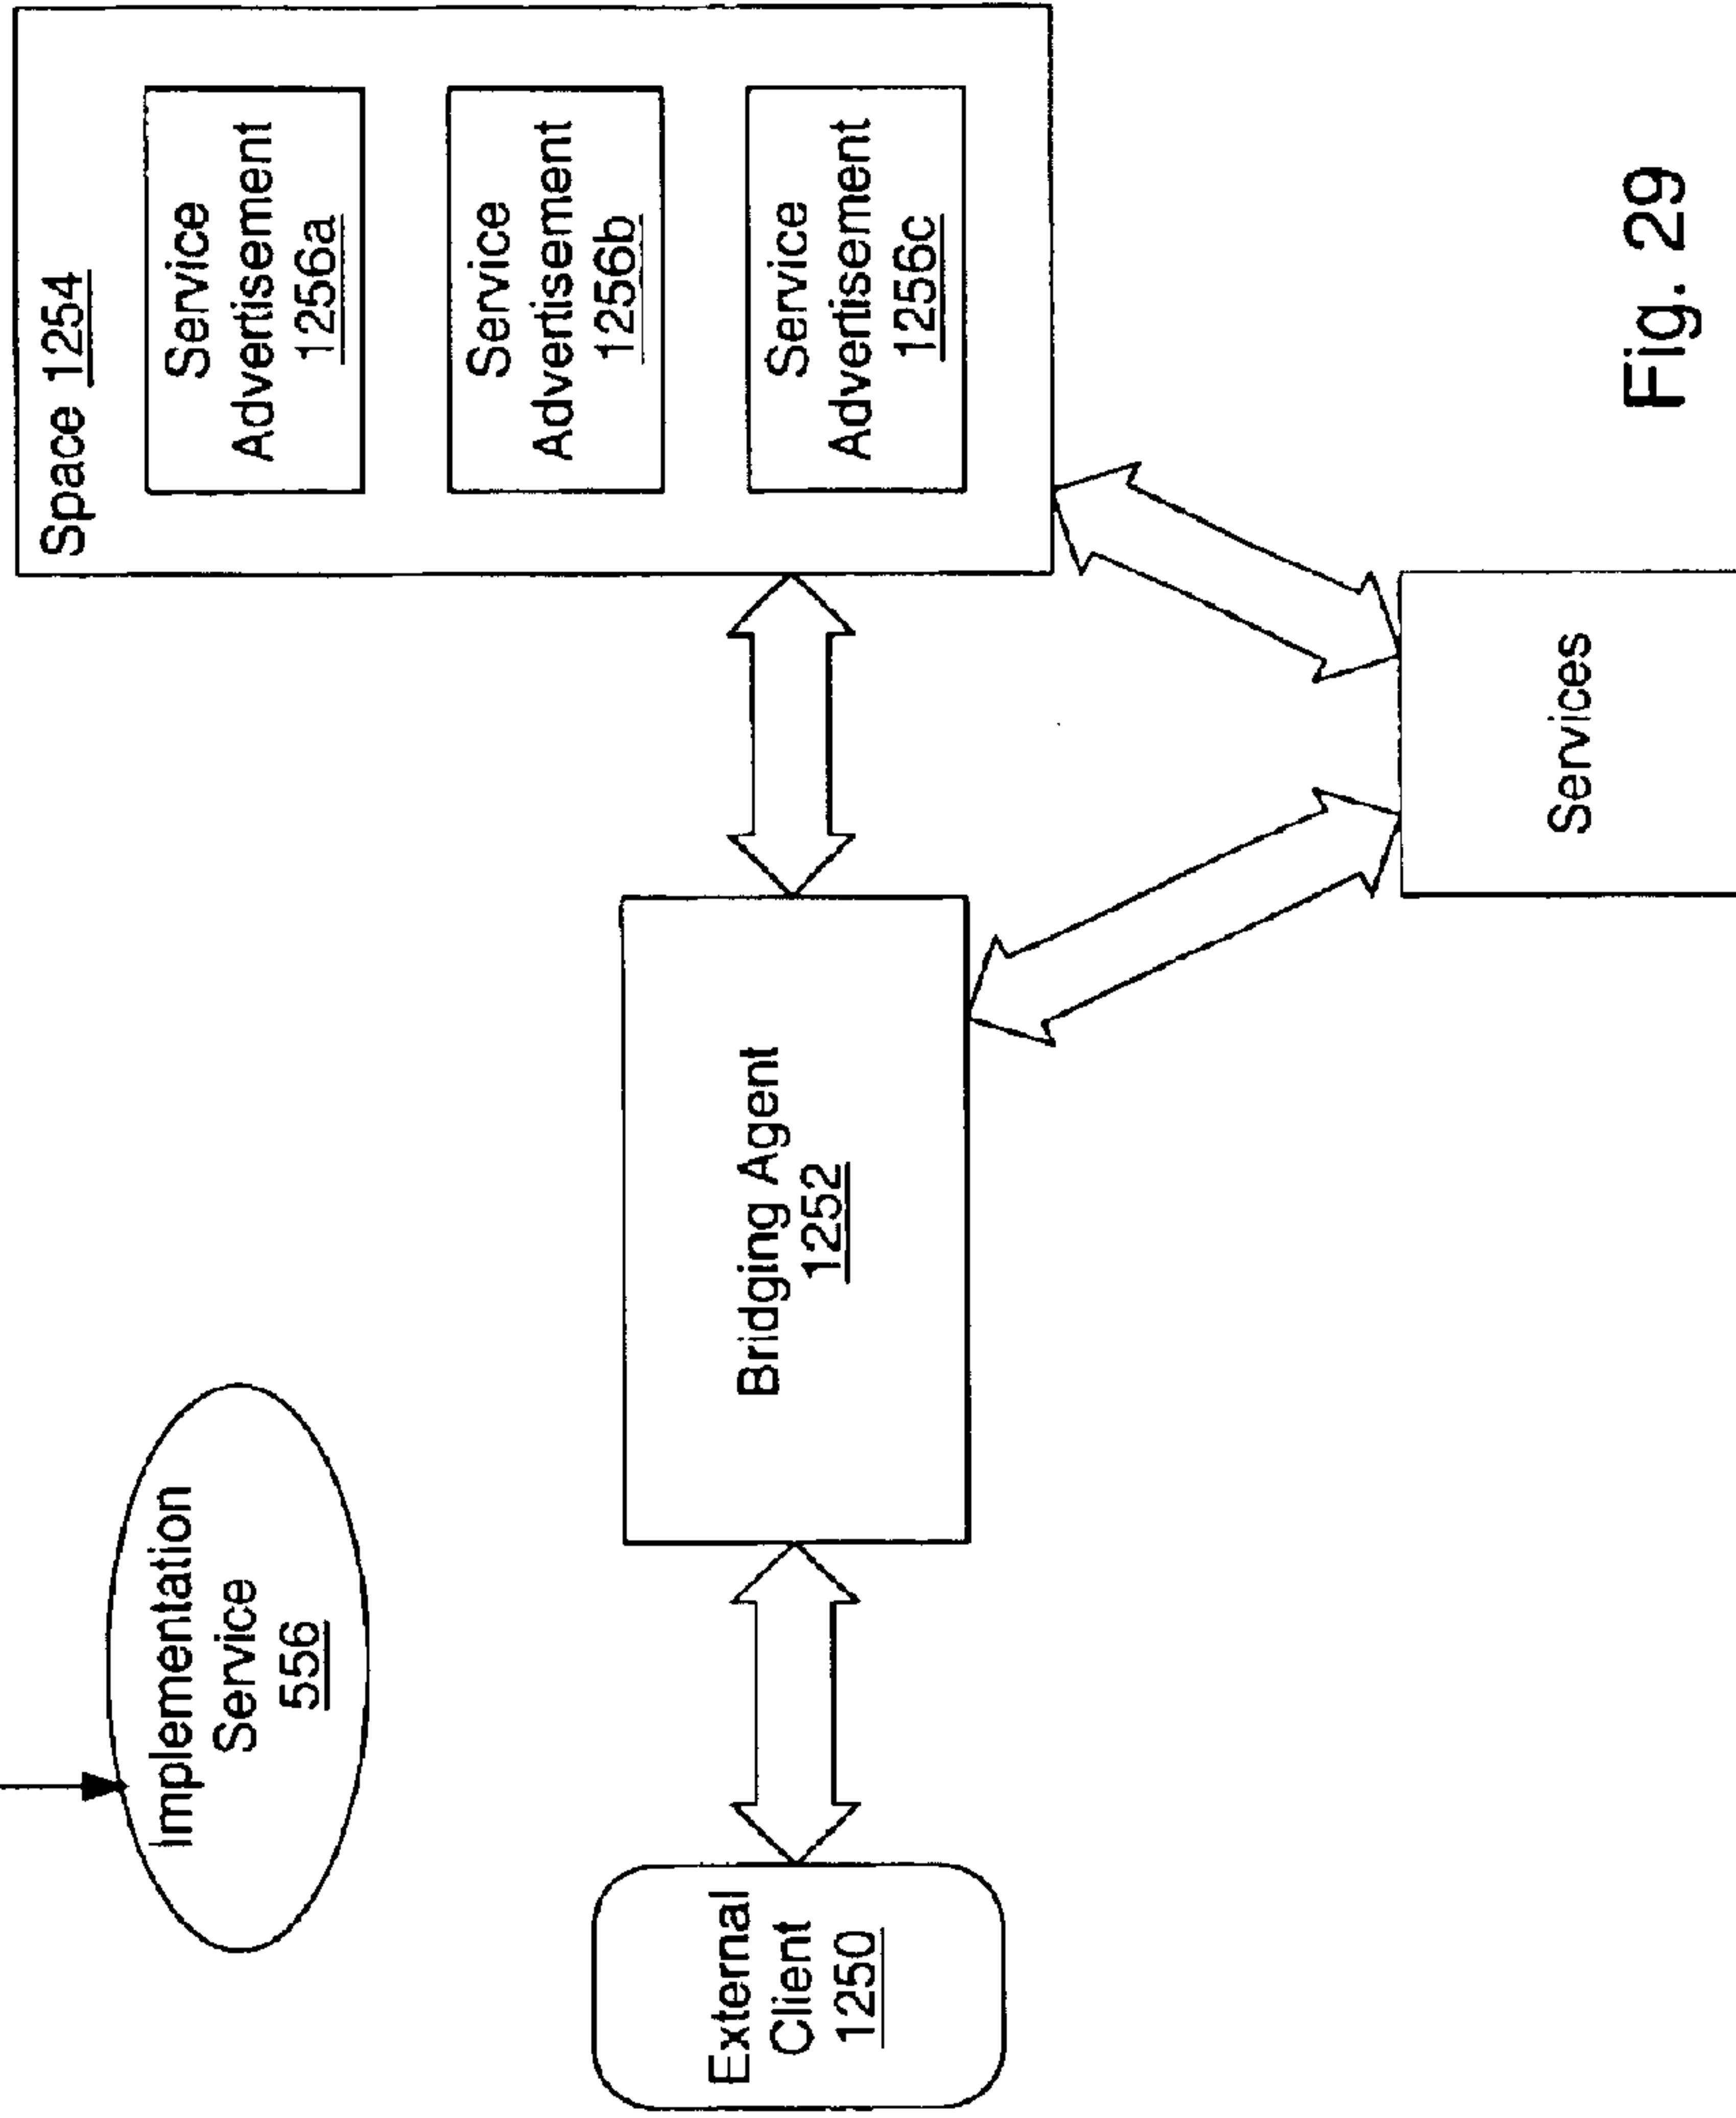 Implementation
Service
556
Space 1254
Service
Advertisement
1256a
Service
Advertisement
1256b
Service
Advertisement
1256c
External
Client
1250
Bridging Agent
1252
Services
Fig. 29